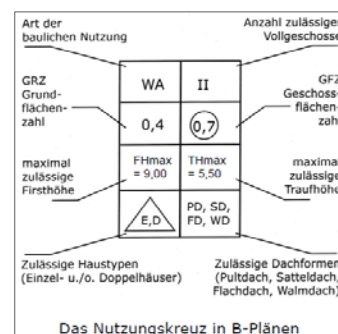 Art der
baulichen Nutzung
Anzahl zulässiger
Vollgeschosse
WA
II
GRZ
Grund-
flächen-
zahl
0,4
0,7
GFZ
Geschoss-
flächen-
zahl
maximal
zulässige
Firsthöhe
FHmax
= 9,00
THmax
= 5,50
maximal
zulässige
Traufhöhe
E,D
PD, SD,
FD, WD
Zulässige Haustypen
(Einzel- u./o. Doppelhäuser)
Zulässige Dachformen
(Pultdach, Satteldach,
Flachdach, Walmdach)
Das Nutzungskreuz in B-Plänen